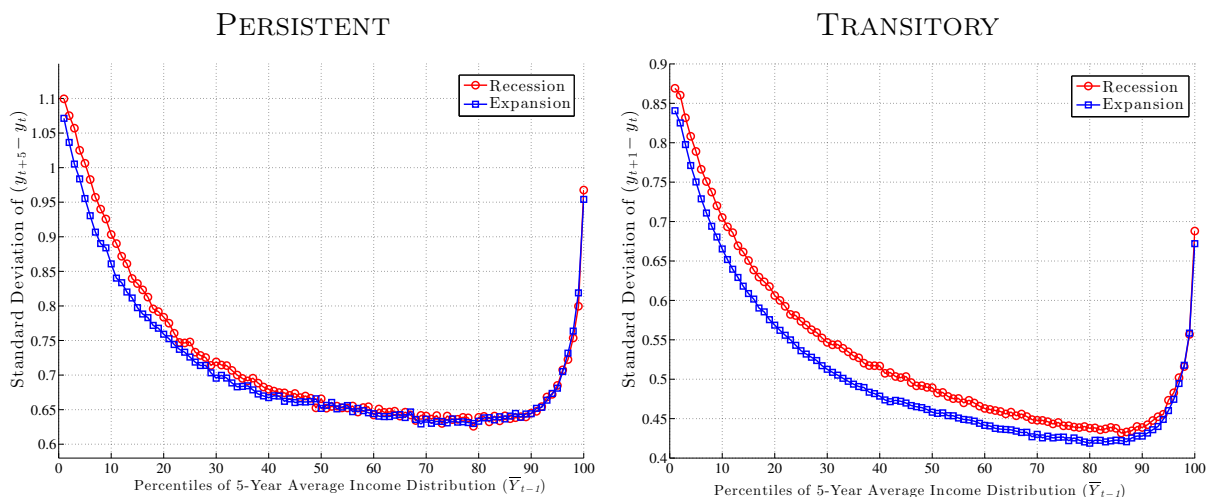 PERSISTENT
Standard Deviation of (y_{t+5} − y_t)
1.1
1.05
1
0.95
0.9
0.85
0.8
0.75
0.7
0.65
0.6
Recession
Expansion
0 10 20 30 40 50 60 70 80 90 100
Percentiles of 5-Year Average Income Distribution (Y̅_{t−1})
TRANSITORY
Standard Deviation of (y_{t+1} − y_t)
0.9
0.85
0.8
0.75
0.7
0.65
0.6
0.55
0.5
0.45
0.4
Recession
Expansion
0 10 20 30 40 50 60 70 80 90 100
Percentiles of 5-Year Average Income Distribution (Y̅_{t−1})